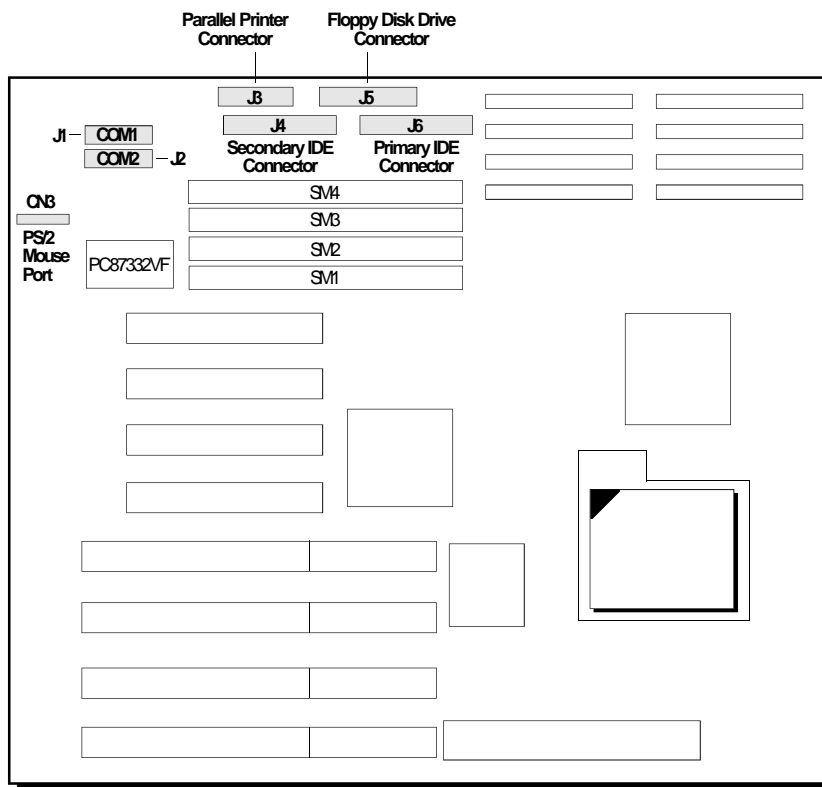 Parallel Printer
Connector
Floppy Disk Drive
Connector
J3
J5
J1
COM1
J4
J6
COM2
J2
Secondary IDE
Connector
Primary IDE
Connector
SM4
CN3
SM3
PS/2
Mouse
Port
SM2
PC87332VF
SM1